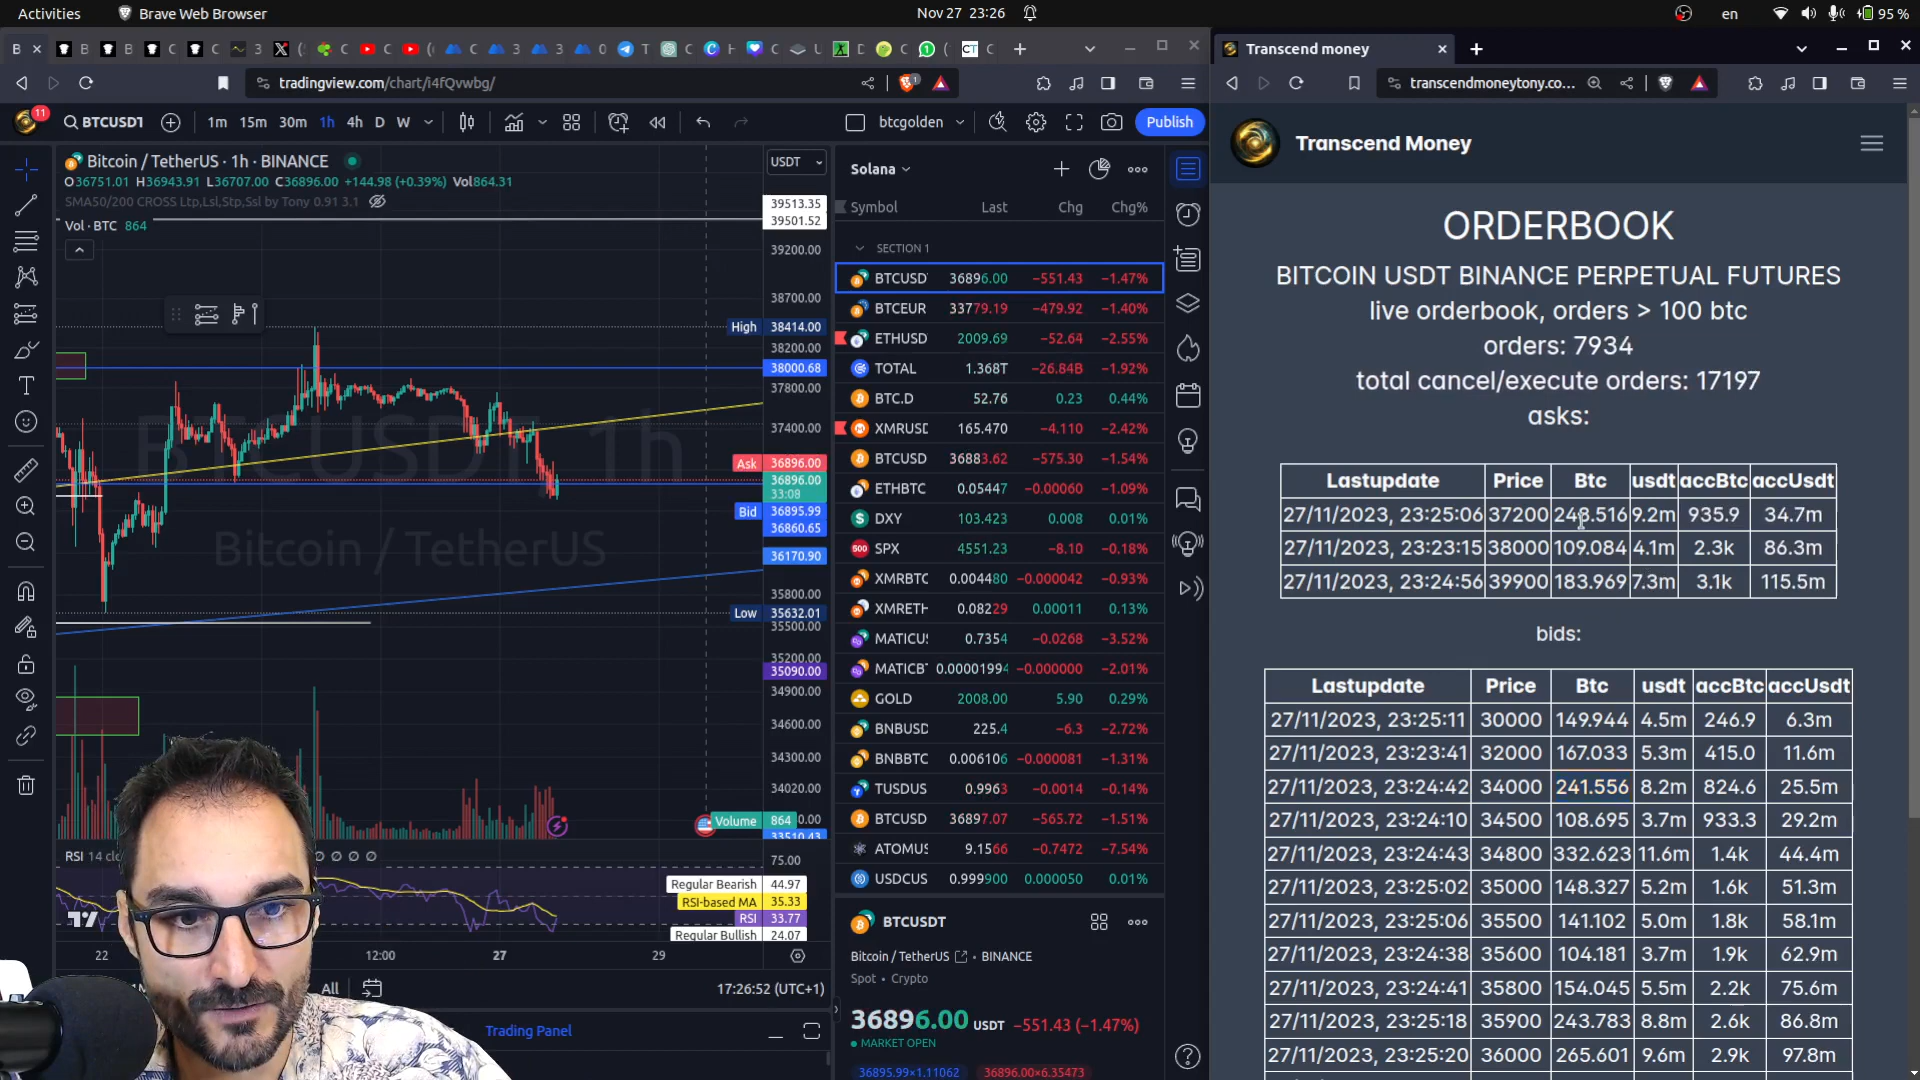 Activities
Brave Web Browser
Nov 27 23:26
en
95 %
Transcend money
tradingview.com/chart/i4fQvwbg/
transcendmoneytony.co...
11
BTCUSDT
1m 15m 30m 1h 4h D W
btcgolden
Publish
Bitcoin / TetherUS · 1h · BINANCE
O36751.01 H36943.91 L36707.00 C36896.00 +144.98 (+0.39%) Vol864.31
SMA50/200 CROSS Ltp,Lsl,Stp,Ssl by Tony 0.91 3.1
Vol · BTC 864
USDT
39513.35
39501.52
39200.00
38700.00
High 38414.00
38200.00
38000.68
37800.00
37400.00
Ask 36896.00
36896.00
33:08
Bid 36895.99
36860.65
36170.90
35800.00
Low 35632.01
35500.00
35200.00
35090.00
34900.00
34600.00
34300.00
34020.00
Volume 864
33510.43
BTCUSDT, 1h
Bitcoin / TetherUS
RSI 14 clo
75.00
Regular Bearish 44.97
RSI-based MA 35.33
RSI 33.77
Regular Bullish 24.07
22 12:00 27 29
All
17:26:52 (UTC+1)
Trading Panel
Solana
Symbol Last Chg Chg%
SECTION 1
BTCUSD 36896.00 −551.43 −1.47%
BTCEUR 33779.19 −479.92 −1.40%
ETHUSD 2009.69 −52.64 −2.55%
TOTAL 1.368T −26.84B −1.92%
BTC.D 52.76 0.23 0.44%
XMRUSD 165.470 −4.110 −2.42%
BTCUSD 36883.62 −575.30 −1.54%
ETHBTC 0.05447 −0.00060 −1.09%
DXY 103.423 0.008 0.01%
SPX 4551.23 −8.10 −0.18%
XMRBTC 0.004480 −0.000042 −0.93%
XMRETH 0.08229 0.00011 0.13%
MATICUS 0.7354 −0.0268 −3.52%
MATICBT 0.00001994 −0.000000 −2.01%
GOLD 2008.00 5.90 0.29%
BNBUSD 225.4 −6.3 −2.72%
BNBBTC 0.006106 −0.000081 −1.31%
TUSDUS 0.9963 −0.0014 −0.14%
BTCUSD 36897.07 −565.72 −1.51%
ATOMUS 9.1566 −0.7472 −7.54%
USDCUS 0.999900 0.000050 0.01%
BTCUSDT
Bitcoin / TetherUS BINANCE
Spot • Crypto
36896.00 USDT −551.43 (−1.47%)
MARKET OPEN
36895.99×1.11062 36896.00×6.35473
Transcend Money
ORDERBOOK
BITCOIN USDT BINANCE PERPETUAL FUTURES
live orderbook, orders > 100 btc
orders: 7934
total cancel/execute orders: 17197
asks:
Lastupdate Price Btc usdt accBtc accUsdt
27/11/2023, 23:25:06 37200 248.516 9.2m 935.9 34.7m
27/11/2023, 23:23:15 38000 109.084 4.1m 2.3k 86.3m
27/11/2023, 23:24:56 39900 183.969 7.3m 3.1k 115.5m
bids:
Lastupdate Price Btc usdt accBtc accUsdt
27/11/2023, 23:25:11 30000 149.944 4.5m 246.9 6.3m
27/11/2023, 23:23:41 32000 167.033 5.3m 415.0 11.6m
27/11/2023, 23:24:42 34000 241.556 8.2m 824.6 25.5m
27/11/2023, 23:24:10 34500 108.695 3.7m 933.3 29.2m
27/11/2023, 23:24:43 34800 332.623 11.6m 1.4k 44.4m
27/11/2023, 23:25:02 35000 148.327 5.2m 1.6k 51.3m
27/11/2023, 23:25:06 35500 141.102 5.0m 1.8k 58.1m
27/11/2023, 23:24:38 35600 104.181 3.7m 1.9k 62.9m
27/11/2023, 23:24:41 35800 154.045 5.5m 2.2k 75.6m
27/11/2023, 23:25:18 35900 243.783 8.8m 2.6k 86.8m
27/11/2023, 23:25:20 36000 265.601 9.6m 2.9k 97.8m